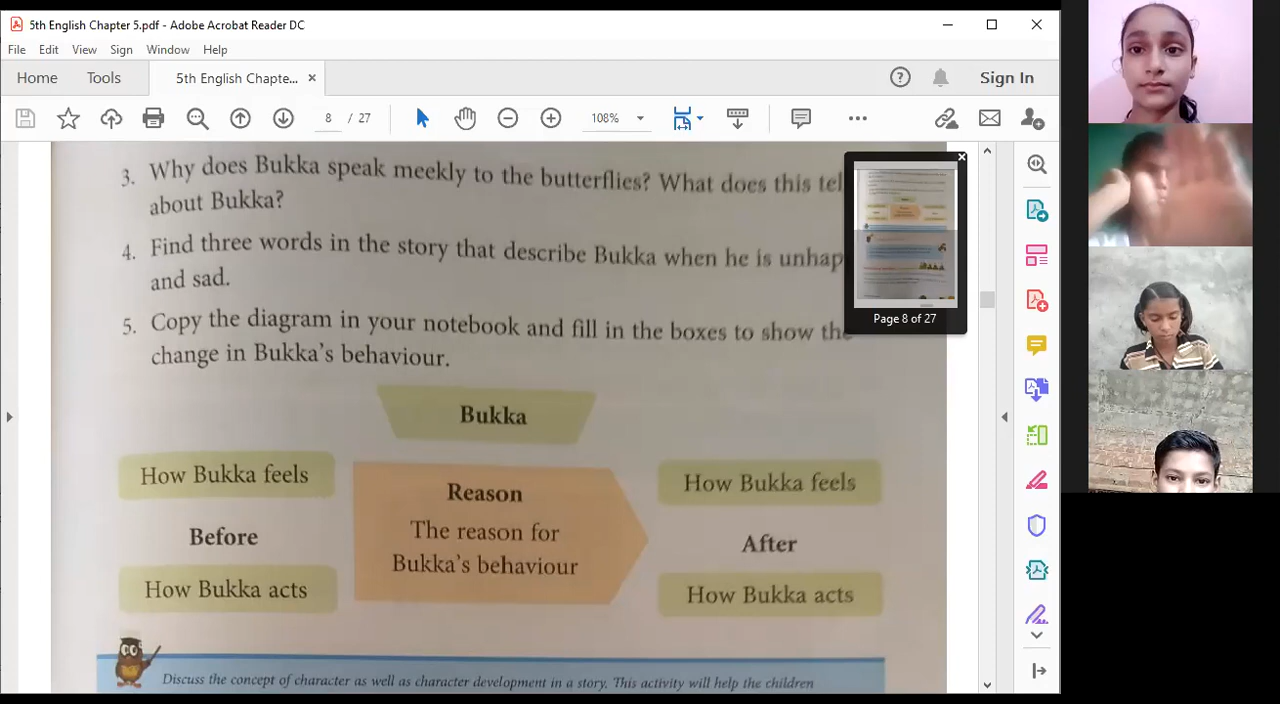 5th English Chapter 5.pdf - Adobe Acrobat Reader DC
File Edit View Sign Window Help
Home Tools 5th English Chapte... Sign In
8 / 27 108%
3. Why does Bukka speak meekly to the butterflies? What does this tel
about Bukka?
4. Find three words in the story that describe Bukka when he is unhap
and sad.
5. Copy the diagram in your notebook and fill in the boxes to show the
change in Bukka's behaviour.
Page 8 of 27
Bukka
How Bukka feels
Before
How Bukka acts
Reason
The reason for
Bukka's behaviour
How Bukka feels
After
How Bukka acts
Discuss the concept of character as well as character development in a story. This activity will help the children